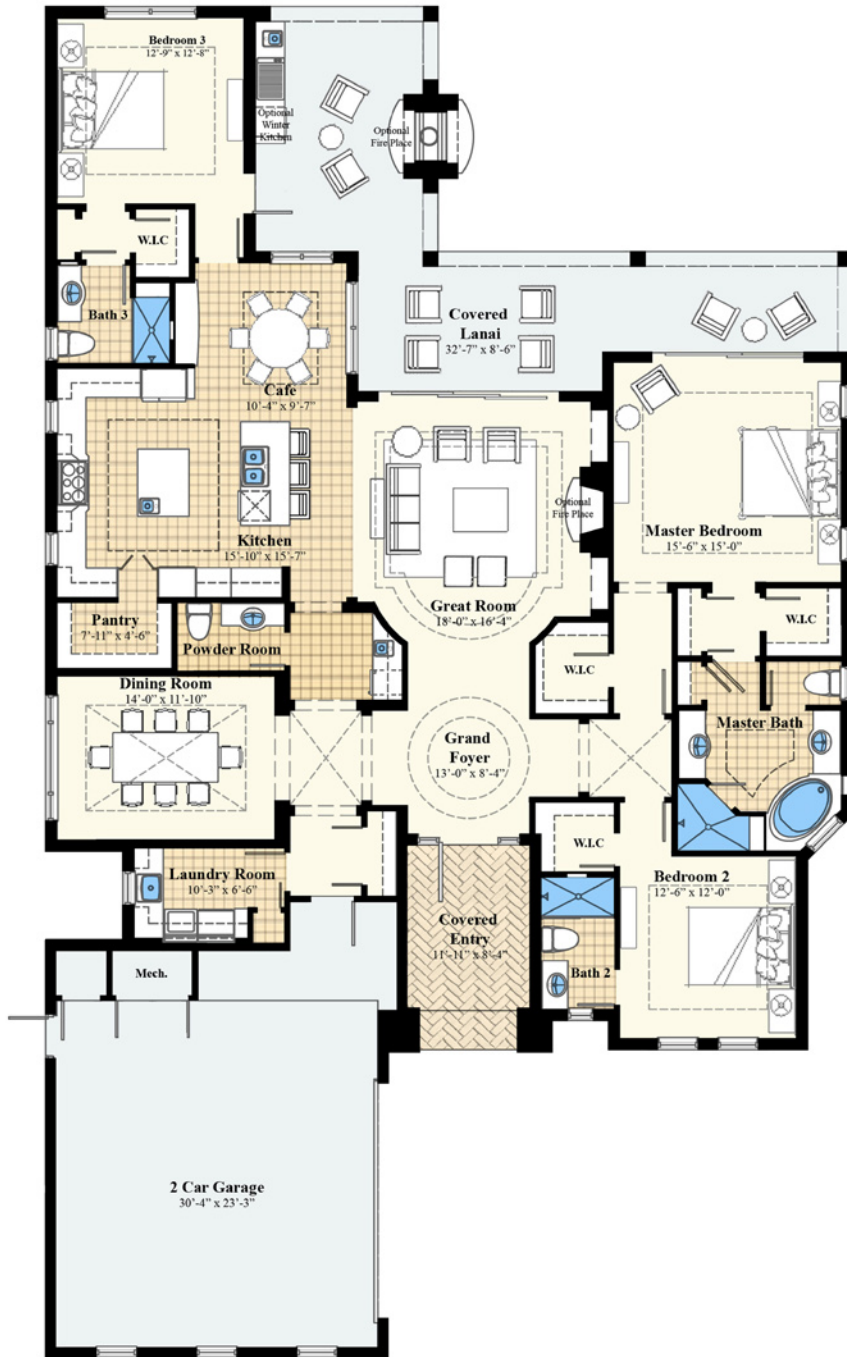 Bedroom 3
12'-9" x 12'-8"
Optional
Winter
Kitchen
Optional
Fire Place
W.I.C
Bath 3
Covered
Lanai
32'-7" x 8'-6"
Cafe
10'-4" x 9'-7"
Optional
Fire Place
Master Bedroom
15'-6" x 15'-0"
Kitchen
15'-10" x 15'-7"
Great Room
18'-0" x 16'-4"
Pantry
7'-11" x 4'-6"
W.I.C
Powder Room
W.I.C
Dining Room
14'-0" x 11'-10"
Master Bath
Grand
Foyer
13'-0" x 8'-4"
W.I.C
Laundry Room
10'-3" x 6'-6"
Bedroom 2
12'-6" x 12'-0"
Covered
Entry
11'-11" x 8'-4"
Mech.
Bath 2
2 Car Garage
30'-4" x 23'-3"